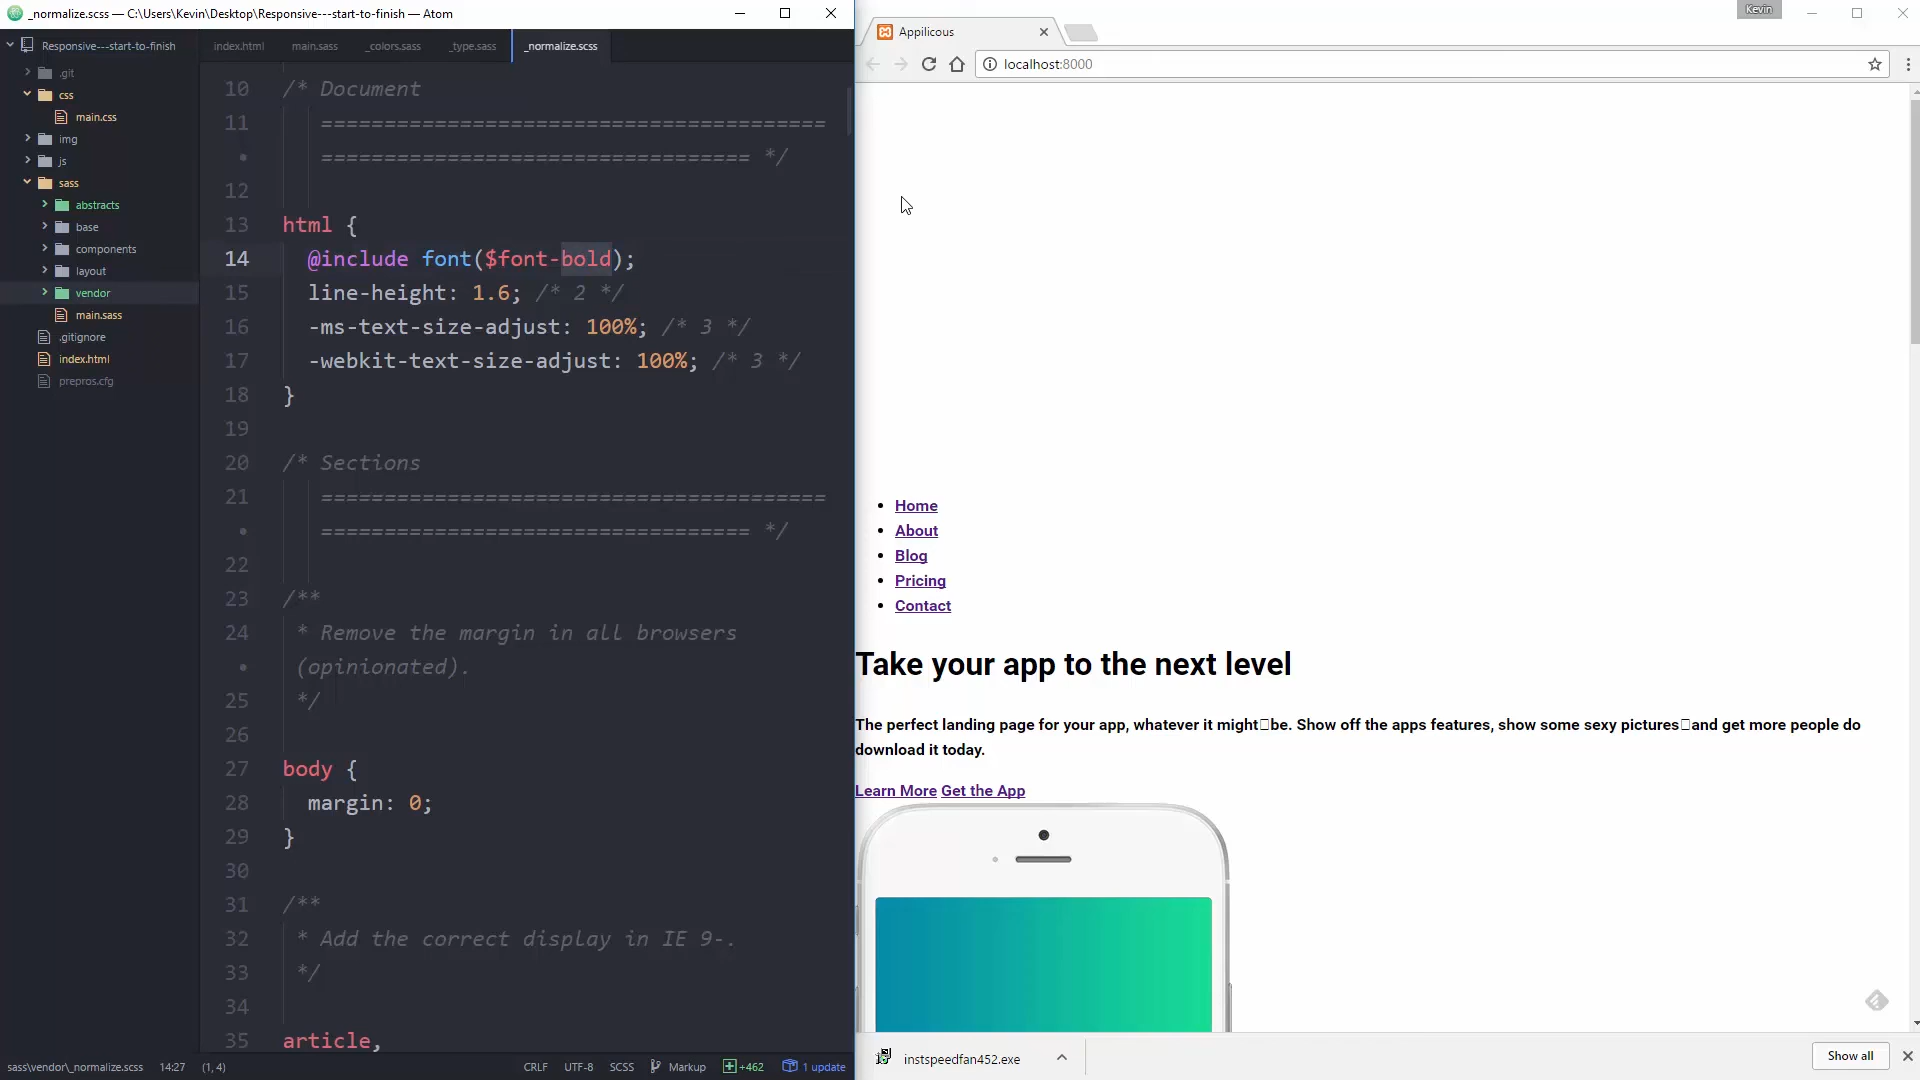 _normalize.scss — C:\Users\Kevin\Desktop\Responsive---start-to-finish — Atom
Responsive---start-to-finish
.git
css
main.css
img
js
sass
abstracts
base
components
layout
vendor
main.sass
.gitignore
index.html
prepros.cfg
index.html
main.sass
_colors.sass
_type.sass
_normalize.scss
10 /* Document
11 ========================================
• ================================== */
12
13 html {
14 @include font($font-bold);
15 line-height: 1.6; /* 2 */
16 -ms-text-size-adjust: 100%; /* 3 */
17 -webkit-text-size-adjust: 100%; /* 3 */
18 }
19
20 /* Sections
21 ========================================
• ================================== */
22
23 /**
24 * Remove the margin in all browsers
• (opinionated).
25 */
26
27 body {
28 margin: 0;
29 }
30
31 /**
32 * Add the correct display in IE 9-.
33 */
34
35 article,
sass\vendor\_normalize.scss 14:27 (1, 4)
CRLF UTF-8 SCSS Markup +462 1 update
Kevin
Appilicous
localhost:8000
Home
About
Blog
Pricing
Contact
Take your app to the next level
The perfect landing page for your app, whatever it might□be. Show off the apps features, show some sexy pictures□and get more people do
download it today.
Learn More Get the App
instspeedfan452.exe
Show all